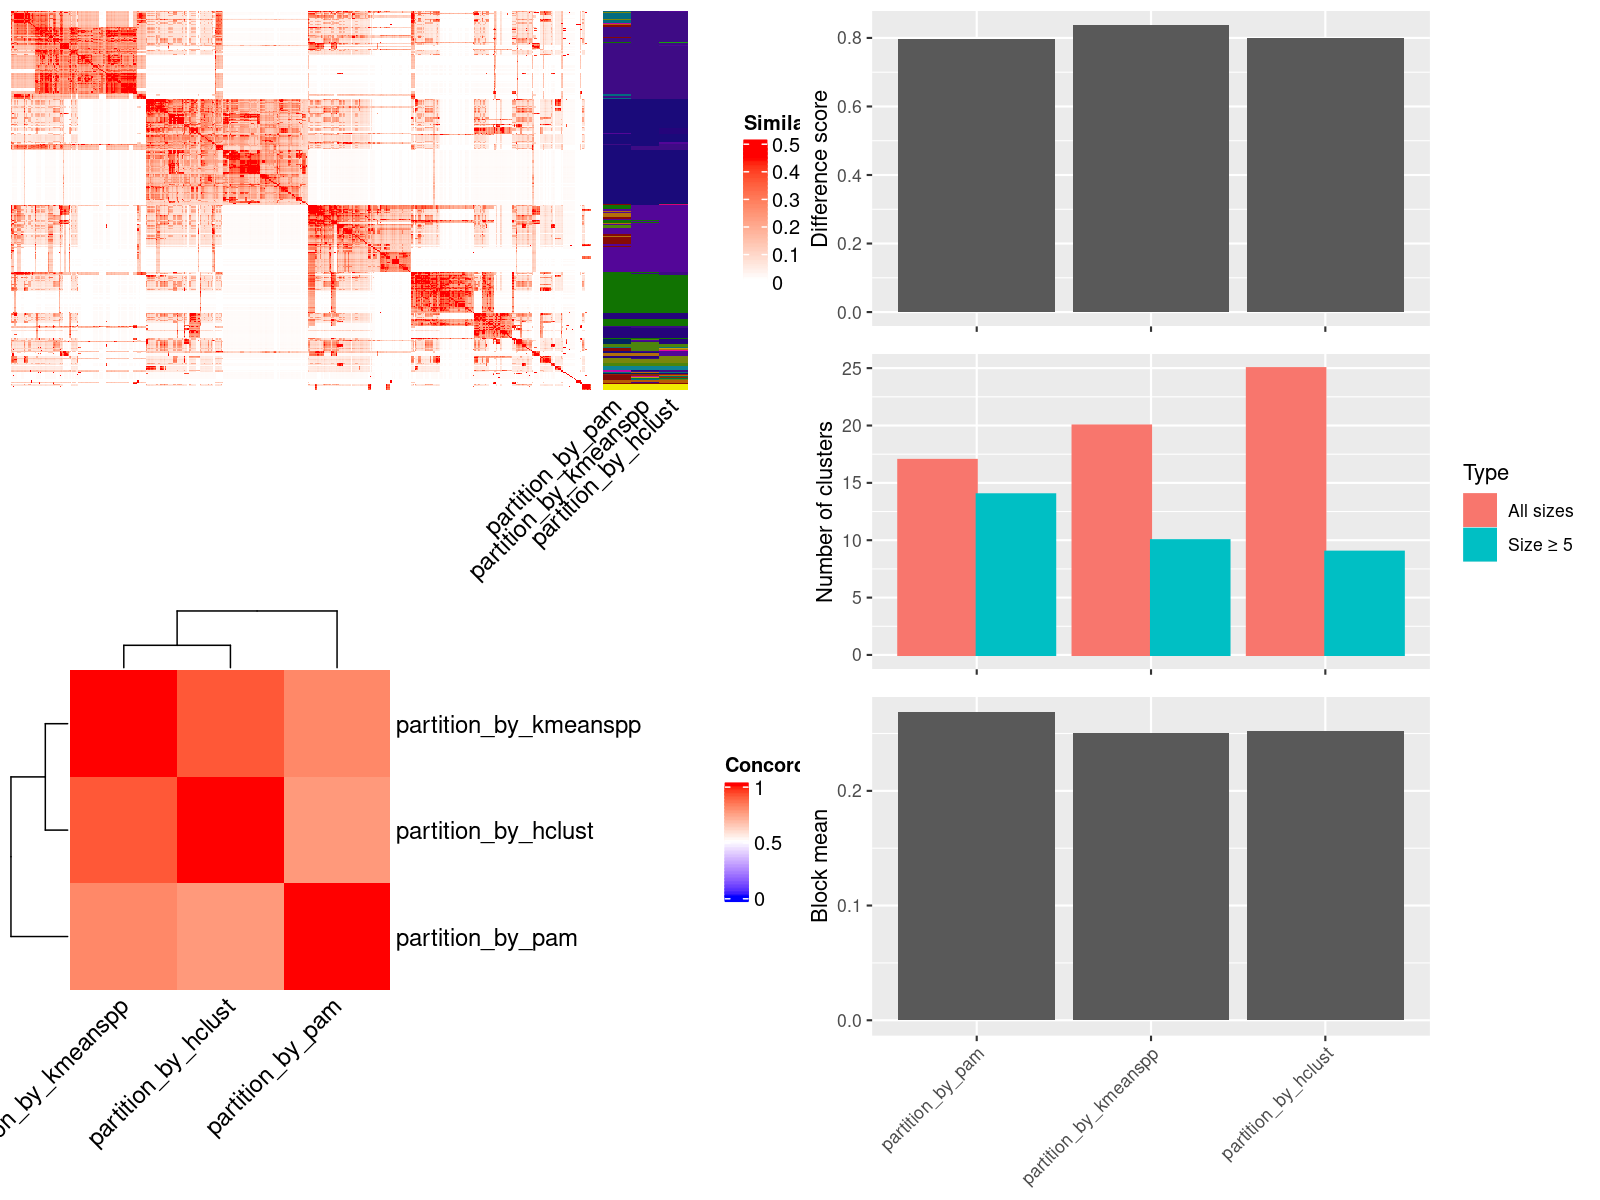 Simila
0.5
0.4
0.3
0.2
0.1
0
partition_by_pam
partition_by_kmeanspp
partition_by_hclust
partition_by_kmeanspp
partition_by_hclust
partition_by_pam
on_by_kmeanspp
partition_by_hclust
partition_by_pam
Concord
1
0.5
0
Difference score
0.8
0.6
0.4
0.2
0.0
Number of clusters
25
20
15
10
5
0
Type
All sizes
Size ≥ 5
Block mean
0.2
0.1
0.0
partition_by_pam
partition_by_kmeanspp
partition_by_hclust